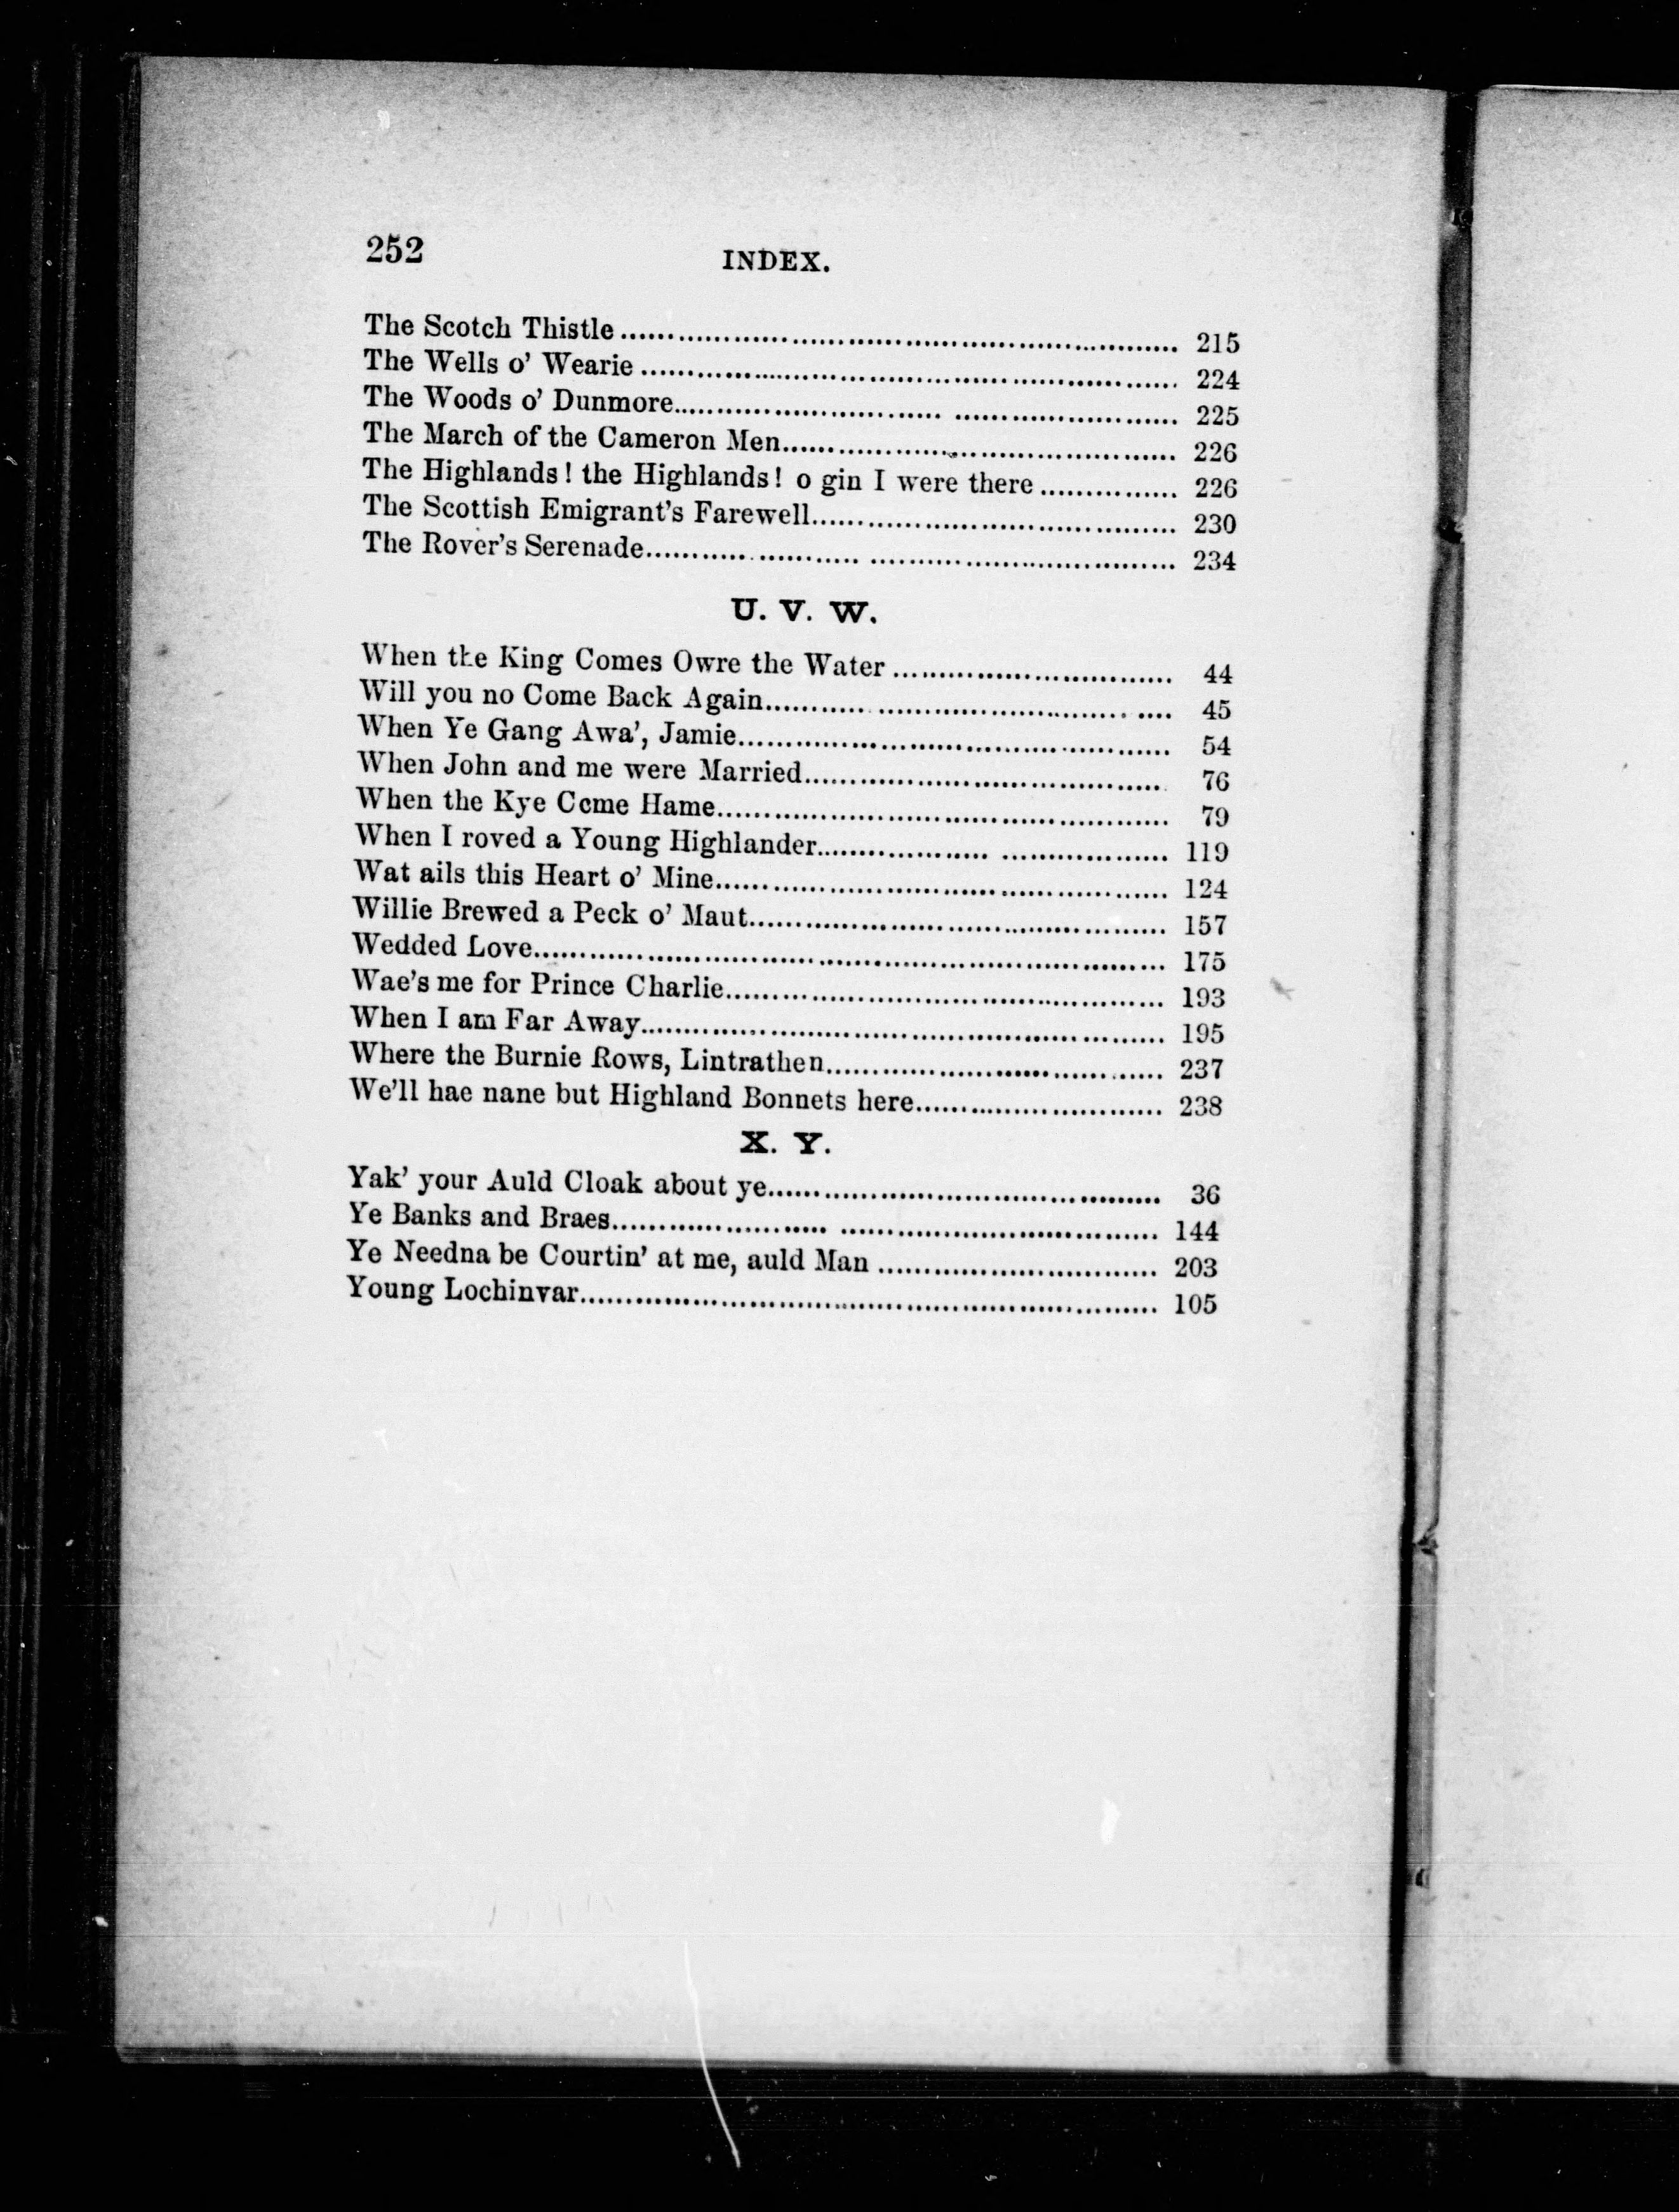 252
INDEX.
The Scotch Thistle........ 215
The Wells o' Wearie........ 224
The Woods o' Dunmore........ 225
The March of the Cameron Men........ 226
The Highlands! the Highlands! o gin I were there........ 226
The Scottish Emigrant's Farewell........ 230
The Rover's Serenade........ 234
U. V. W.
When the King Comes Owre the Water........ 44
Will you no Come Back Again........ 45
When Ye Gang Awa', Jamie........ 54
When John and me were Married........ 76
When the Kye Come Hame........ 79
When I roved a Young Highlander........ 119
Wat ails this Heart o' Mine........ 124
Willie Brewed a Peck o' Maut........ 157
Wedded Love........ 175
Wae's me for Prince Charlie........ 193
When I am Far Away........ 195
Where the Burnie Rows, Lintrathen........ 237
We'll hae nane but Highland Bonnets here........ 238
X. Y.
Yak' your Auld Cloak about ye........ 36
Ye Banks and Braes........ 144
Ye Needna be Courtin' at me, auld Man........ 203
Young Lochinvar........ 105